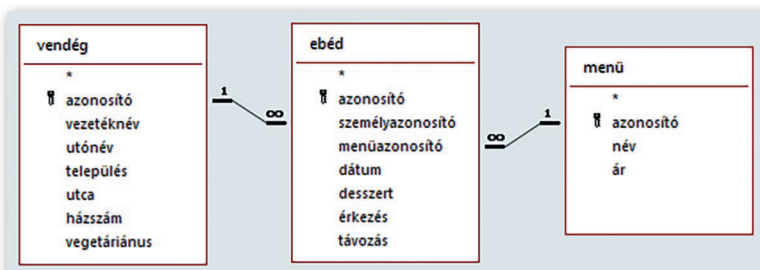 vendég
*
azonosító
vezetéknév
utónév
település
utca
házszám
vegetáriánus
1
∞
ebéd
*
azonosító
személyazonosító
menüazonosító
dátum
desszert
érkezés
távozás
∞
1
menü
*
azonosító
név
ár